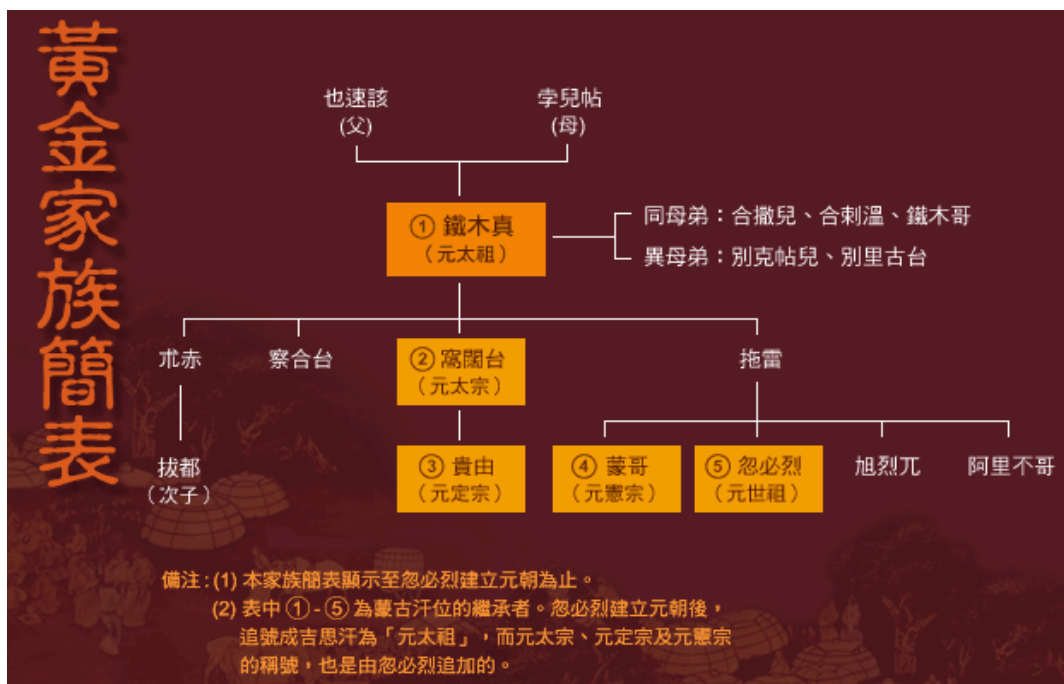 黃金家族簡表
也速該
(父)
孛兒帖
(母)
① 鐵木真
（元太祖）
同母弟：合撒兒、合剌溫、鐵木哥
異母弟：別克帖兒、別里古台
朮赤
察合台
② 窩闊台
（元太宗）
拖雷
拔都
（次子）
③ 貴由
（元定宗）
④ 蒙哥
（元憲宗）
⑤ 忽必烈
（元世祖）
旭烈兀
阿里不哥
備注：(1) 本家族簡表顯示至忽必烈建立元朝為止。
(2) 表中 ① - ⑤ 為蒙古汗位的繼承者。忽必烈建立元朝後，
追號成吉思汗為「元太祖」，而元太宗、元定宗及元憲宗
的稱號，也是由忽必烈追加的。